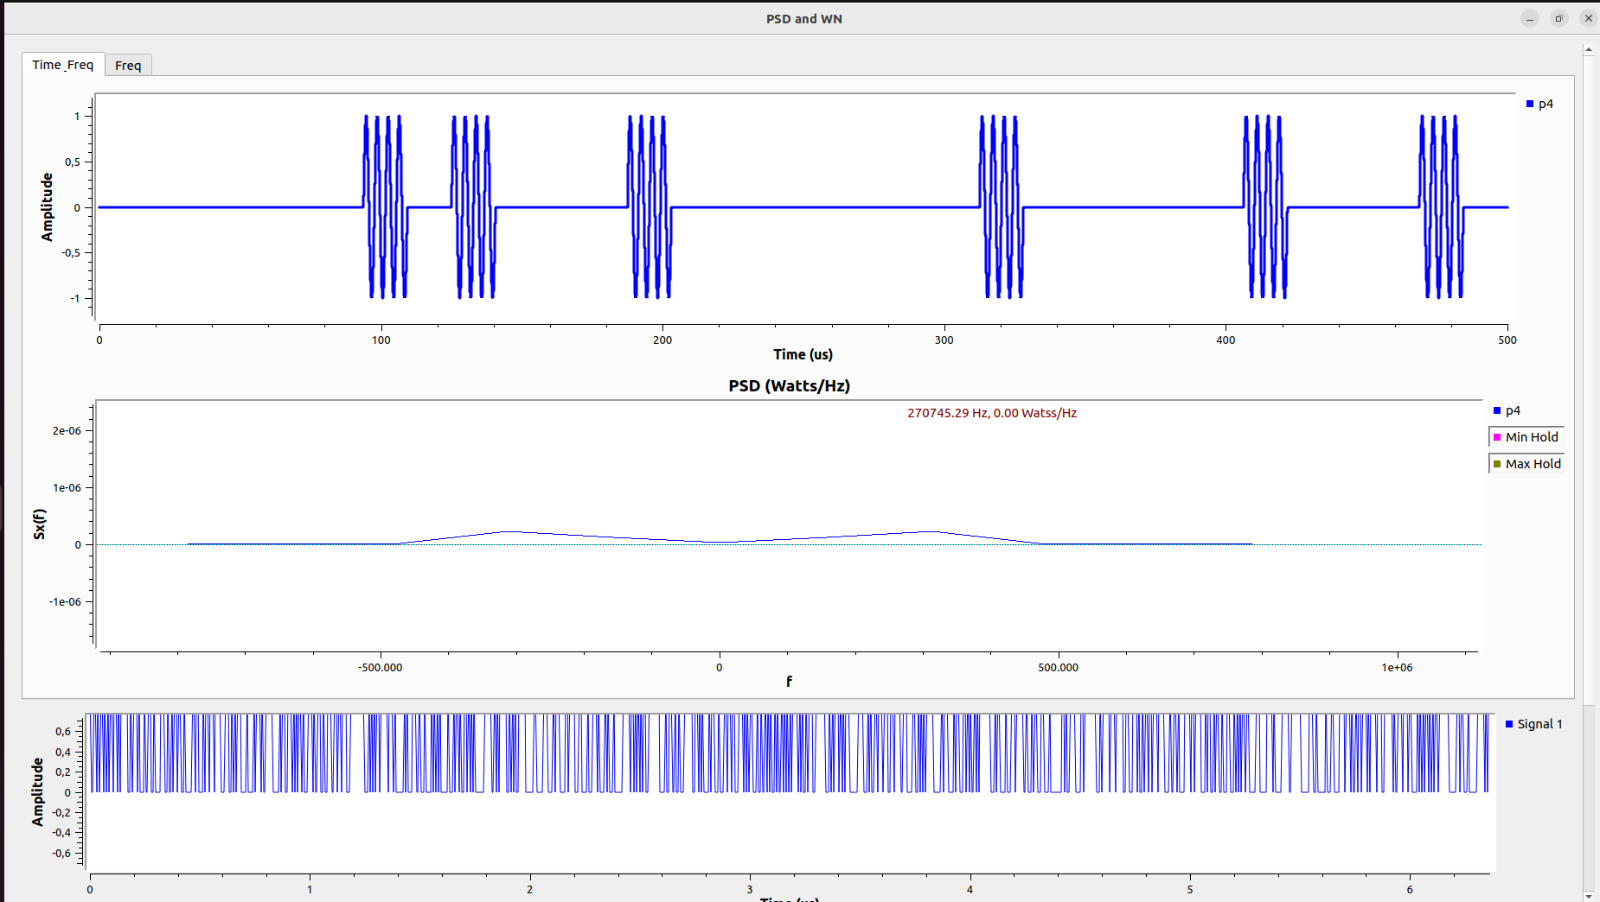 PSD and WN
Time_Freq
Freq
p4
1
0,5
0
-0,5
-1
Amplitude
0
100
200
300
400
500
Time (us)
PSD (Watts/Hz)
270745.29 Hz, 0.00 Watss/Hz
p4
Min Hold
Max Hold
2e-06
1e-06
0
-1e-06
Sx(f)
-500.000
0
500.000
1e+06
f
Signal 1
0,6
0,4
0,2
0
-0,2
-0,4
-0,6
Amplitude
0
1
2
3
4
5
6
Time (us)